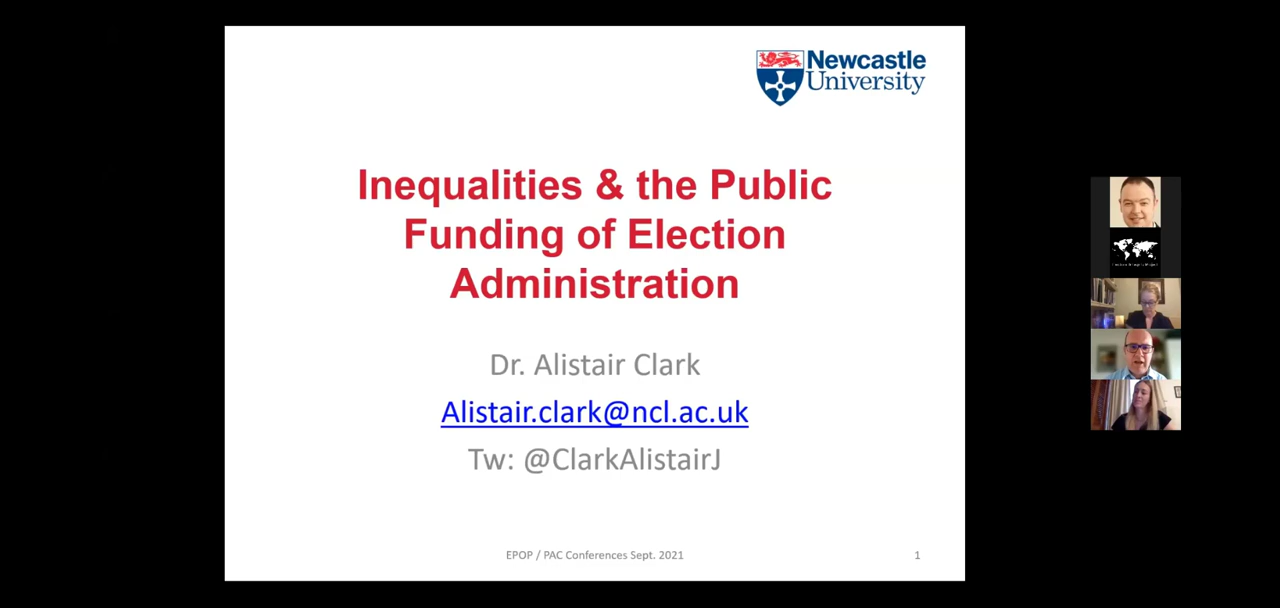 Newcastle
University
Inequalities & the Public
Funding of Election
Administration
Dr. Alistair Clark
Alistair.clark@ncl.ac.uk
Tw: @ClarkAlistairJ
EPOP / PAC Conferences Sept. 2021
1